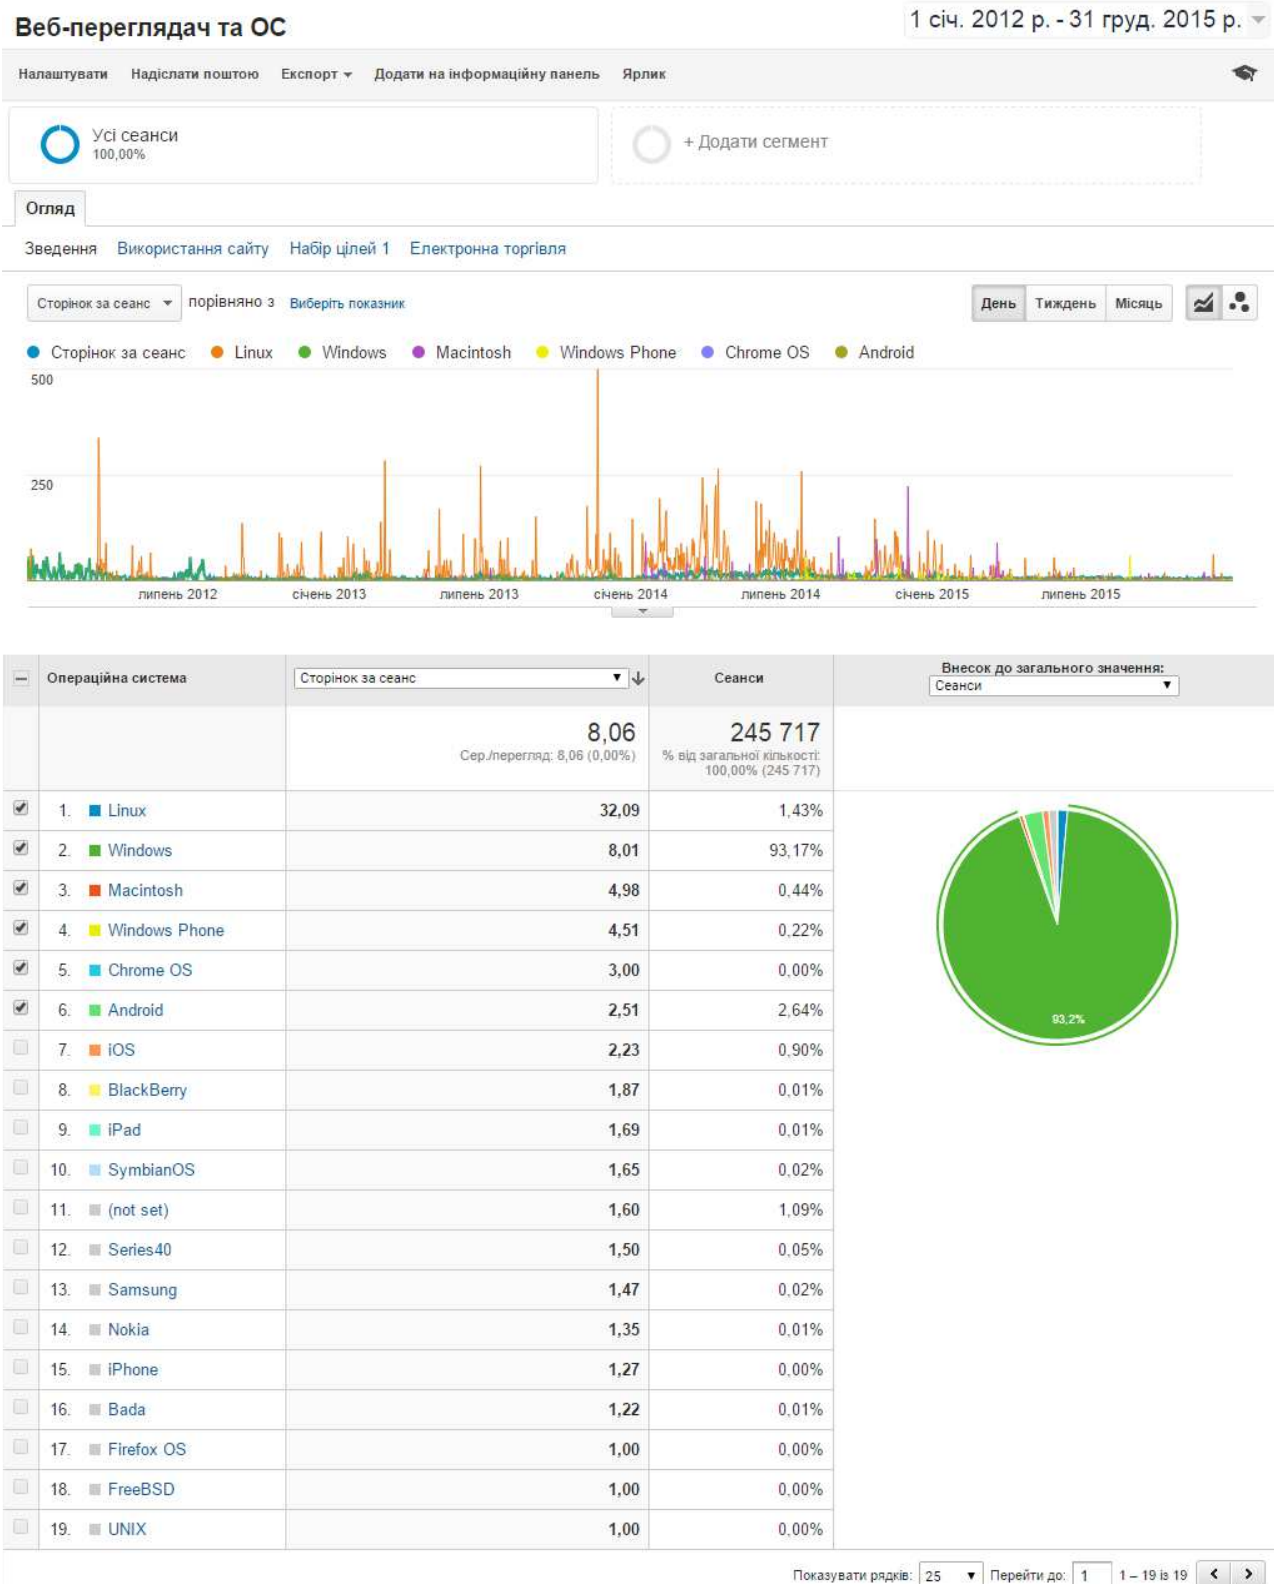 Веб-переглядач та ОС
1 січ. 2012 р. - 31 груд. 2015 р.
Налаштувати Надіслати поштою Експорт Додати на інформаційну панель Ярлик
Усі сеанси
100,00%
+ Додати сегмент
Огляд
Зведення Використання сайту Набір цілей 1 Електронна торгівля
Сторінок за сеанс порівняно з Виберіть показник День Тиждень Місяць
Сторінок за сеанс Linux Windows Macintosh Windows Phone Chrome OS Android
500
250
липень 2012 січень 2013 липень 2013 січень 2014 липень 2014 січень 2015 липень 2015
Операційна система Сторінок за сеанс Сеанси Внесок до загального значення:
Сеанси
8,06 245 717
Сер./перегляд: 8,06 (0,00%) % від загальної кількості:
100,00% (245 717)
1. Linux 32,09 1,43%
2. Windows 8,01 93,17%
3. Macintosh 4,98 0,44%
4. Windows Phone 4,51 0,22%
5. Chrome OS 3,00 0,00%
6. Android 2,51 2,64%
93,2%
7. iOS 2,23 0,90%
8. BlackBerry 1,87 0,01%
9. iPad 1,69 0,01%
10. SymbianOS 1,65 0,02%
11. (not set) 1,60 1,09%
12. Series40 1,50 0,05%
13. Samsung 1,47 0,02%
14. Nokia 1,35 0,01%
15. iPhone 1,27 0,00%
16. Bada 1,22 0,01%
17. Firefox OS 1,00 0,00%
18. FreeBSD 1,00 0,00%
19. UNIX 1,00 0,00%
Показувати рядків: 25 Перейти до: 1 1 – 19 із 19